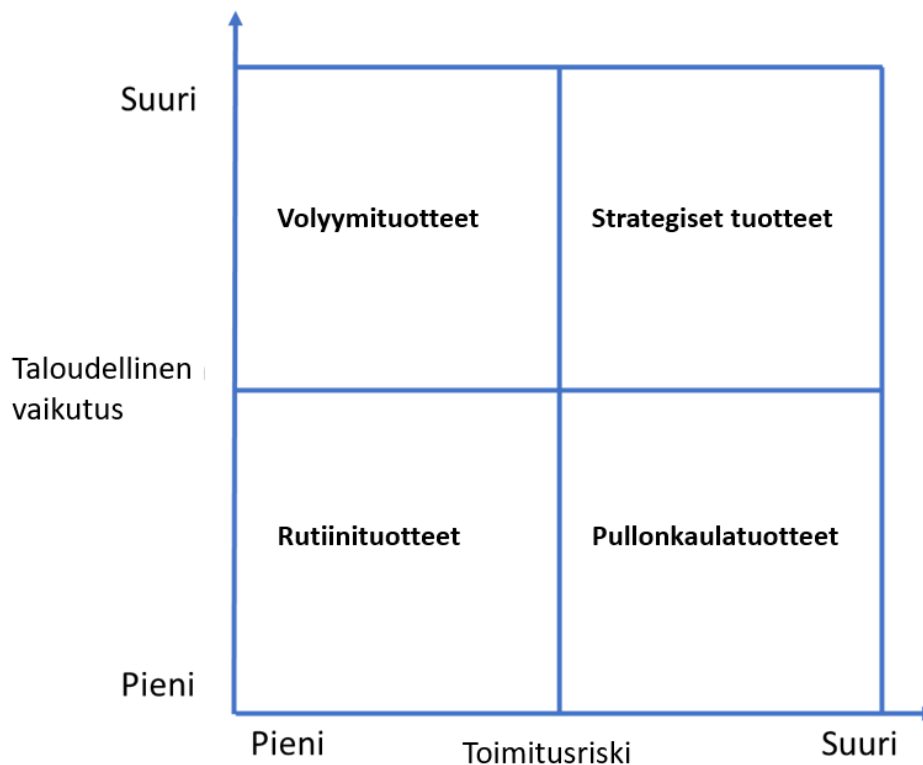 Suuri
Volyymituotteet
Strategiset tuotteet
Taloudellinen
vaikutus
Rutiinituotteet
Pullonkaulatuotteet
Pieni
Pieni
Toimitusriski
Suuri